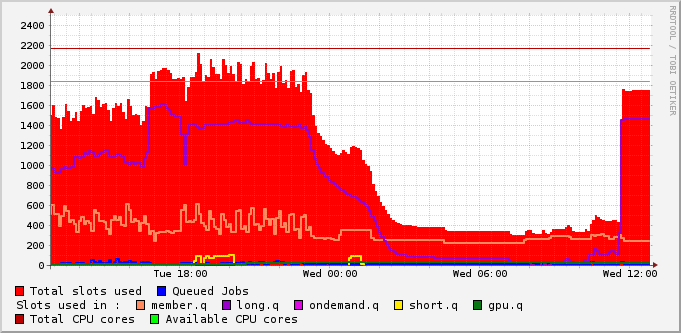 2400
2200
2000
1800
1600
1400
1200
1000
800
600
400
200
0
Tue 18:00 Wed 00:00 Wed 06:00 Wed 12:00
Total slots used Queued Jobs
Slots used in : member.q long.q ondemand.q short.q gpu.q
Total CPU cores Available CPU cores
RRDTOOL / TOBI OETIKER